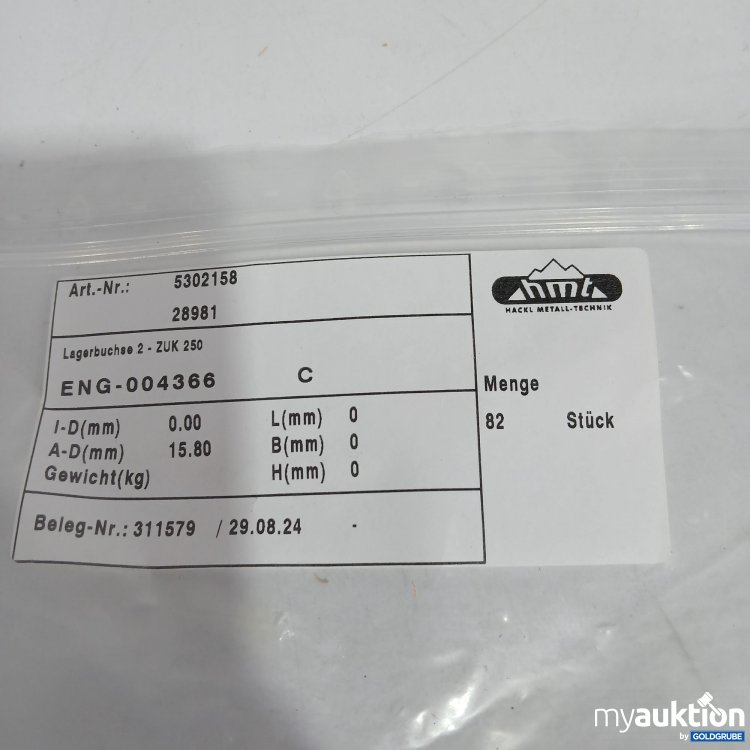 Art.-Nr.: 5302158
28981
Lagerbuchse 2 - ZUK 250
ENG-004366 C
I-D(mm) 0.00 L(mm) 0
A-D(mm) 15.80 B(mm) 0
Gewicht(kg) H(mm) 0
Beleg-Nr.: 311579 / 29.08.24 -
hmt
HACKL METALL-TECHNIK
Menge
82 Stück
myauktion
by GOLDGRUBE